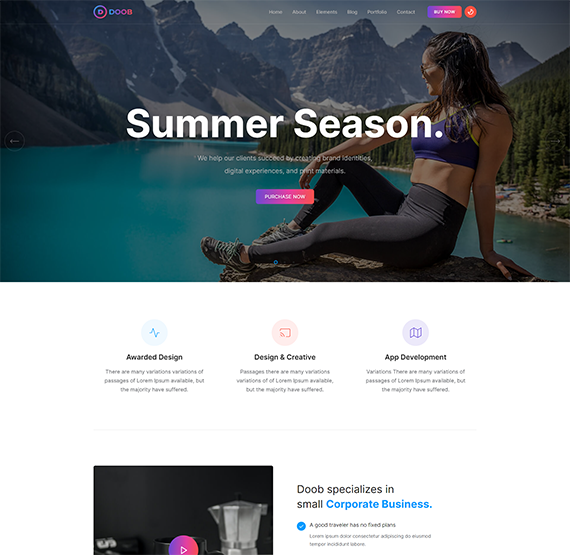 DOOB
Home About Elements Blog Portfolio Contact BUY NOW
Summer Season.
We help our clients succeed by creating brand identities,
digital experiences, and print materials.
PURCHASE NOW
Awarded Design
There are many variations variations of
passages of Lorem Ipsum available, but
the majority have suffered.
Design & Creative
Passages there are many variations
variations of of Lorem Ipsum available,
but the majority have suffered.
App Development
Variations There are many variations of
passages of Lorem Ipsum available, but
the majority have suffered.
Doob specializes in
small Corporate Business.
A good traveler has no fixed plans
Lorem ipsum dolor consectetur adipiscing do eiusmod
tempor incididunt labore.